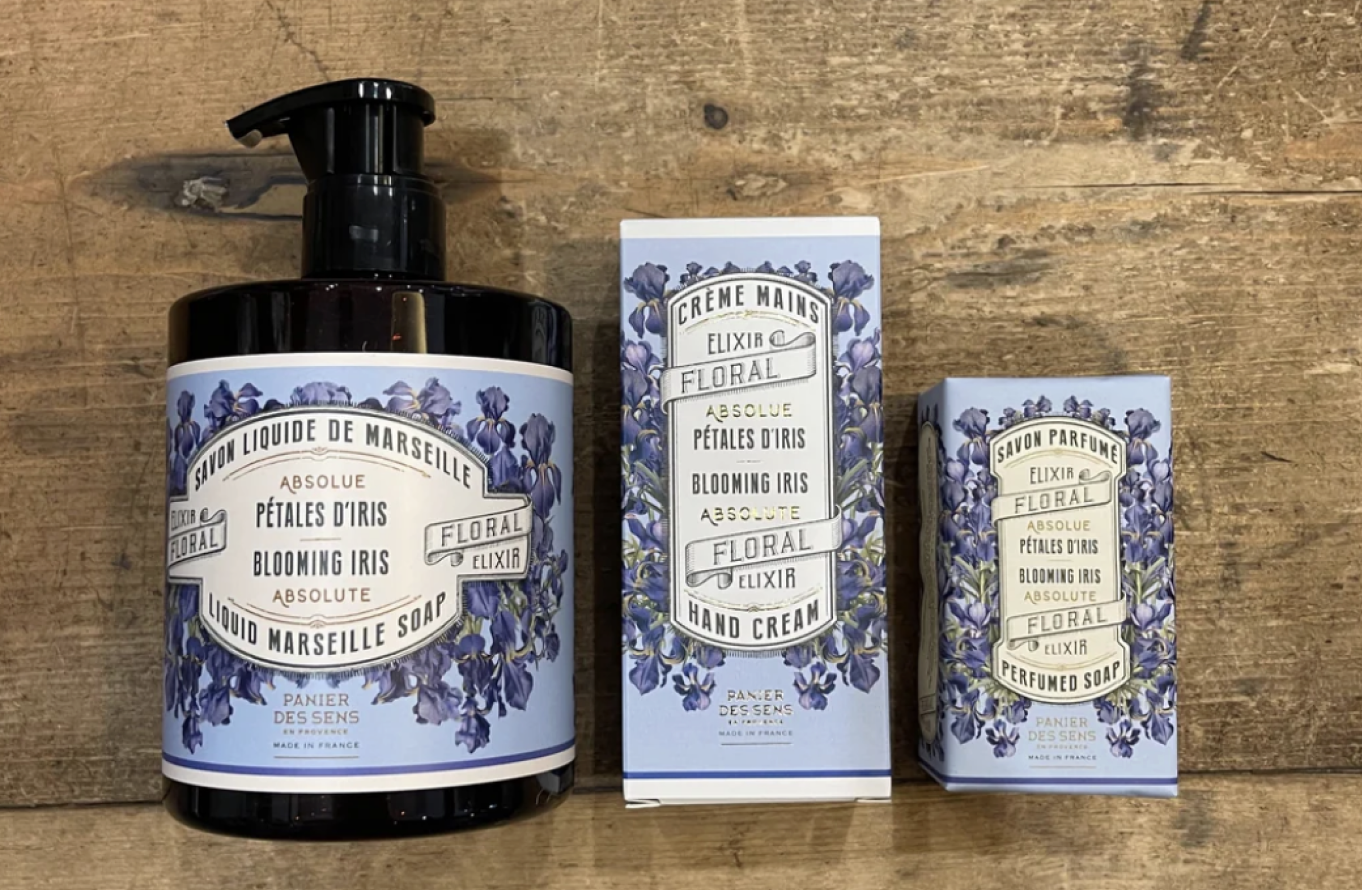 SAVON LIQUIDE DE MARSEILLE
ABSOLUE
PÉTALES D'IRIS
ELIXIR
FLORAL
FLORAL
ELIXIR
BLOOMING IRIS
ABSOLUTE
LIQUID MARSEILLE SOAP
PANIER
DES SENS
EN PROVENCE
MADE IN FRANCE
CRÈME MAINS
ELIXIR
FLORAL
ABSOLUE
PÉTALES D'IRIS
BLOOMING IRIS
ABSOLUTE
FLORAL
ELIXIR
HAND CREAM
PANIER
DES SENS
EN PROVENCE
MADE IN FRANCE
SAVON PARFUMÉ
ELIXIR
FLORAL
ABSOLUE
PÉTALES D'IRIS
BLOOMING IRIS
ABSOLUTE
FLORAL
ELIXIR
PERFUMED SOAP
PANIER
DES SENS
EN PROVENCE
MADE IN FRANCE